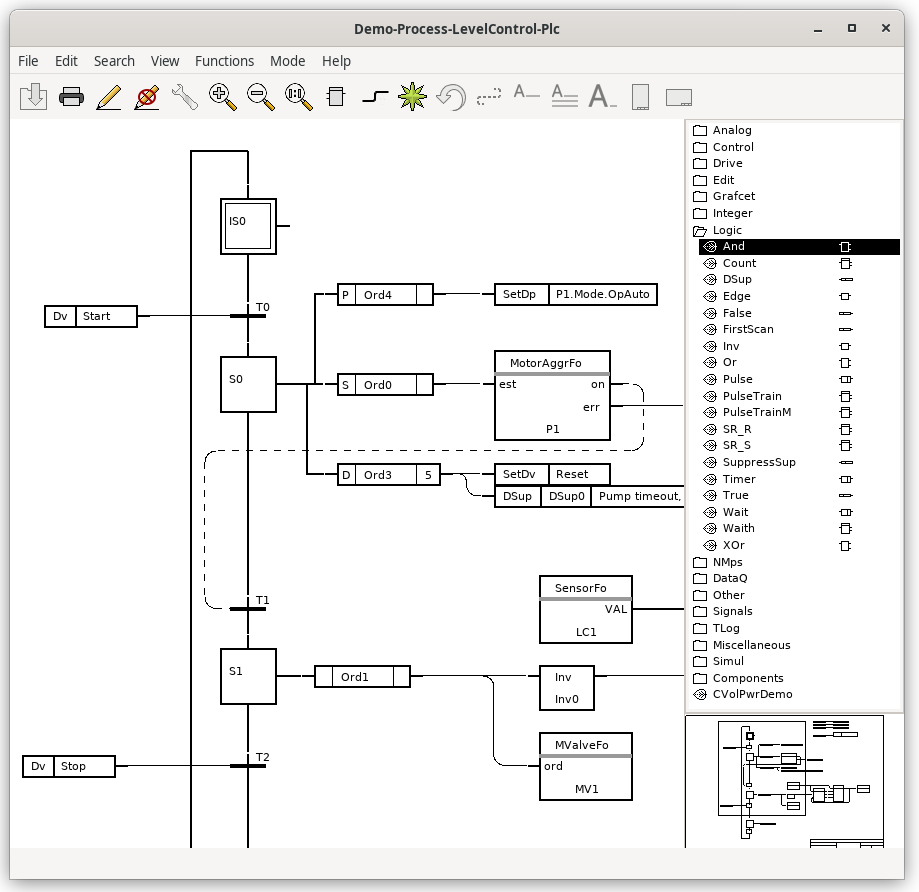 Demo-Process-LevelControl-Plc
File Edit Search View Functions Mode Help
IS0
T0
Dv Start
P Ord4
SetDp P1.Mode.OpAuto
S0
S Ord0
MotorAggrFo
est on
err
P1
D Ord3 5
SetDv Reset
DSup DSup0 Pump timeout,
T1
SensorFo
VAL
LC1
S1
Ord1
Inv
Inv0
MValveFo
ord
MV1
T2
Dv Stop
Analog
Control
Drive
Edit
Grafcet
Integer
Logic
And
Count
DSup
Edge
False
FirstScan
Inv
Or
Pulse
PulseTrain
PulseTrainM
SR_R
SR_S
SuppressSup
Timer
True
Wait
Waith
XOr
NMps
DataQ
Other
Signals
TLog
Miscellaneous
Simul
Components
CVolPwrDemo